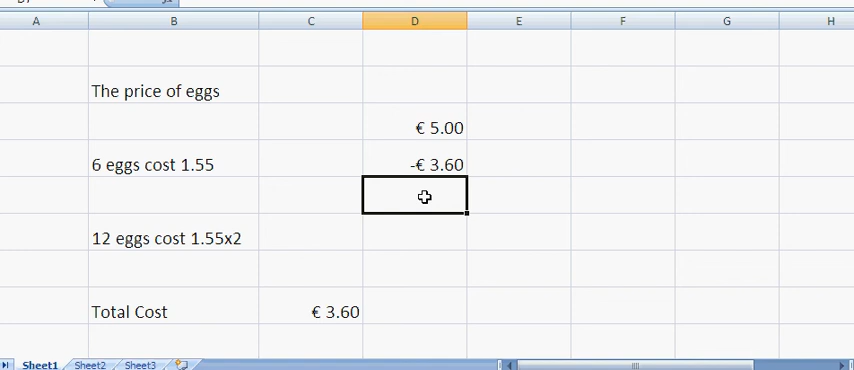 A B C D E F G H
The price of eggs
€ 5.00
6 eggs cost 1.55 -€ 3.60
12 eggs cost 1.55x2
Total Cost € 3.60
Sheet1 Sheet2 Sheet3